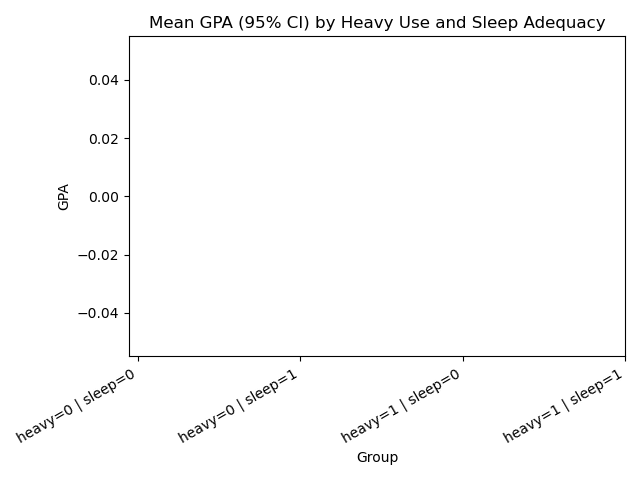 Mean GPA (95% CI) by Heavy Use and Sleep Adequacy
0.04
0.02
0.00
−0.02
−0.04
GPA
heavy=0 | sleep=0
heavy=0 | sleep=1
heavy=1 | sleep=0
heavy=1 | sleep=1
Group